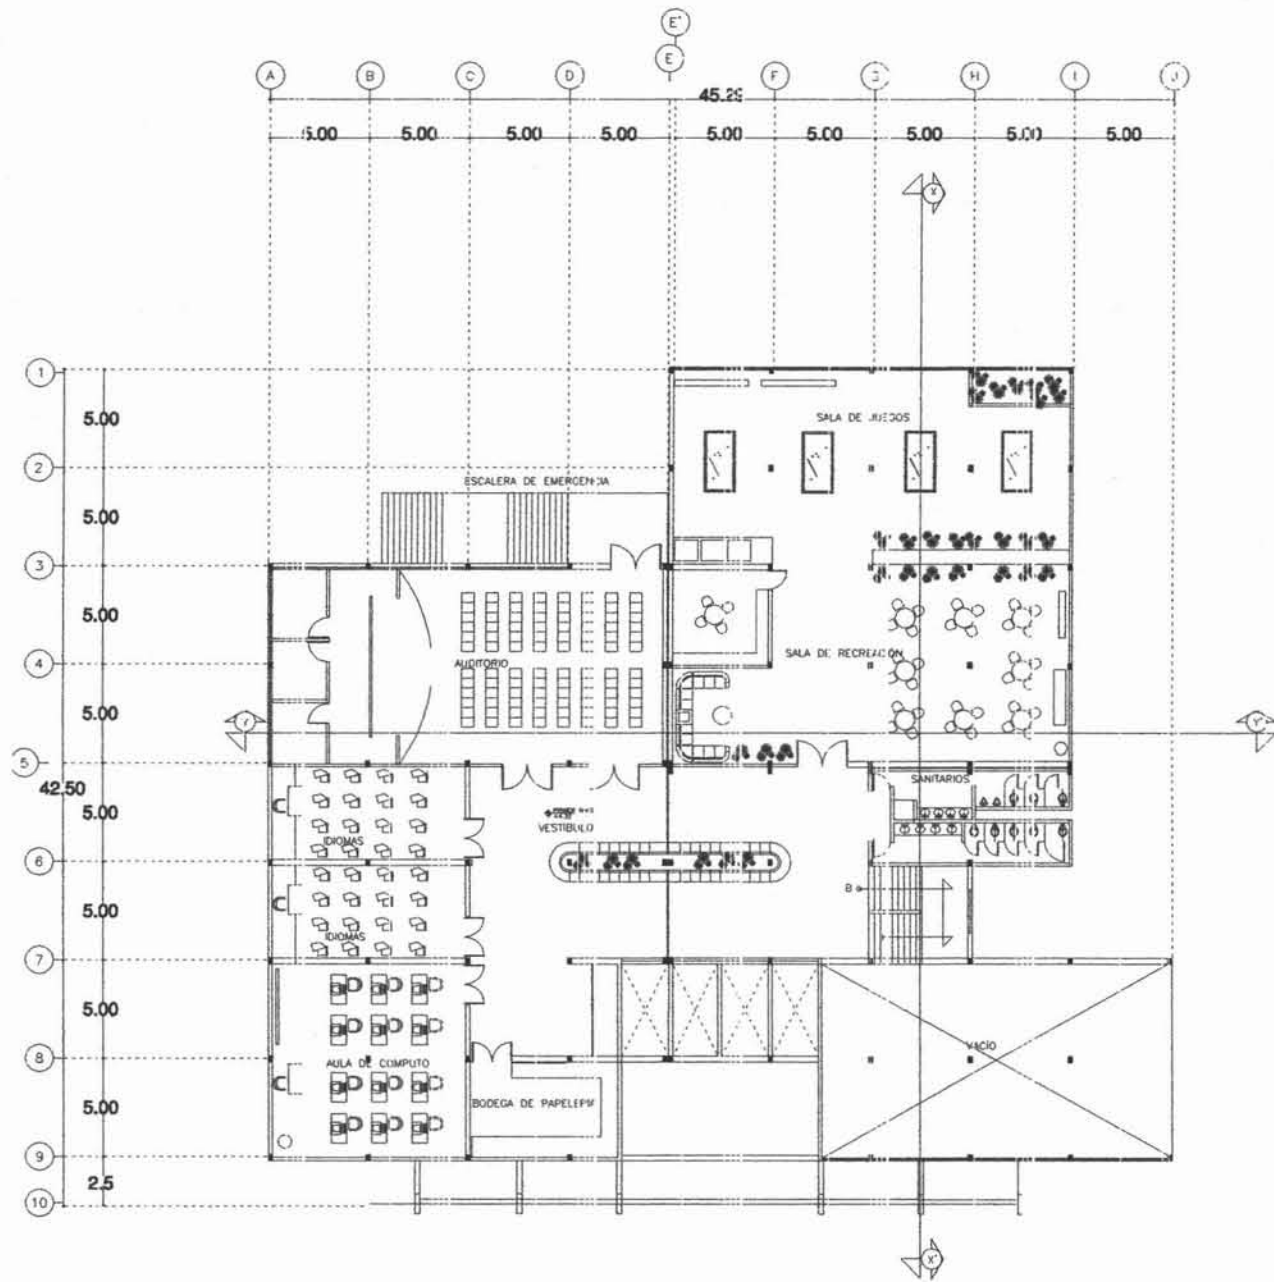 E'
A B C D E F G H I J
45.29
5.00 5.00 5.00 5.00 5.00 5.00 5.00 5.00 5.00
X
1
5.00
SALA DE JUEGOS
2
ESCALERA DE EMERGENCIA
5.00
3
5.00
4
AUDITORIO
SALA DE RECREACION
5.00
Y
Y'
5
SANITARIOS
42.50
5.00
VESTIBULO
IDIOMAS
6
B
5.00
IDIOMAS
7
5.00
VACIO
8
AULA DE COMPUTO
5.00
BODEGA DE PAPELERIA
9
2.5
10
X'